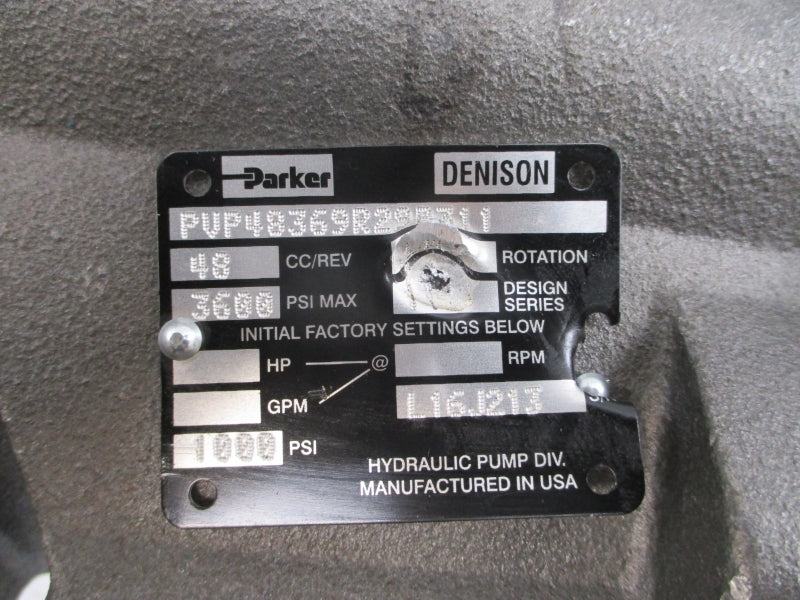 Parker DENISON
48 CC/REV ROTATION
3600 PSI MAX DESIGN SERIES
INITIAL FACTORY SETTINGS BELOW
HP @ RPM
GPM L16J213
1000 PSI
HYDRAULIC PUMP DIV.
MANUFACTURED IN USA